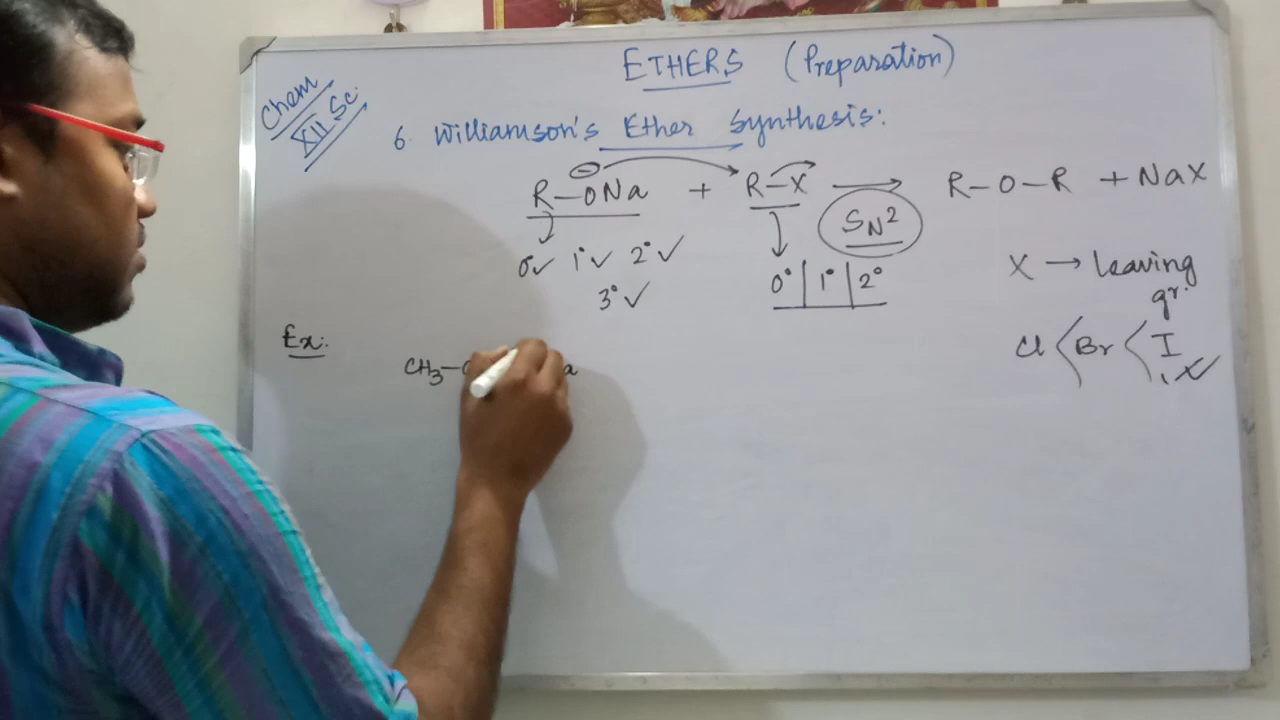 ETHERS (Preparation)
Chem
XII Sc.
6. Williamson's Ether Synthesis:
R-ONa + R-X → R-O-R + NaX
SN2
0✓ 1°✓ 2°✓
3°✓
0° | 1° | 2°
X → leaving
gr.
Cl < Br < I ✓
Ex:
CH3-